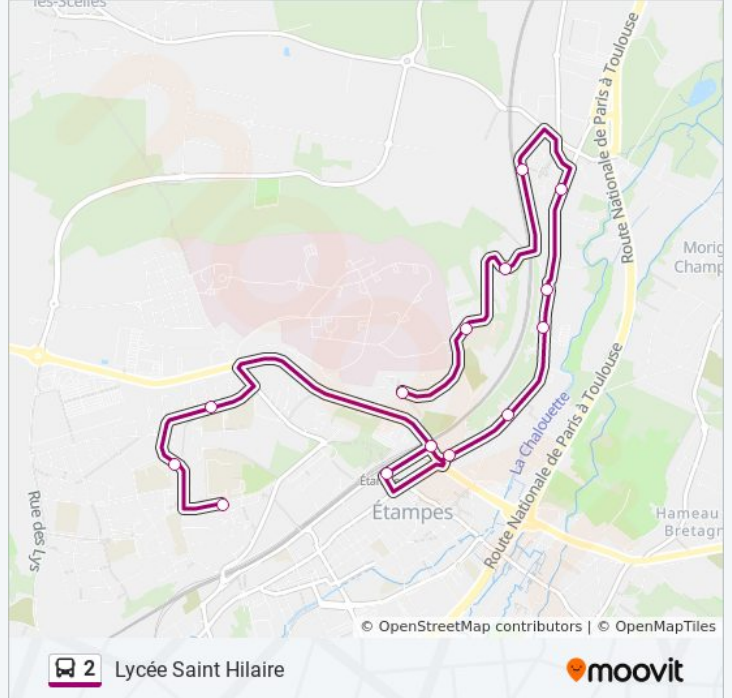 les-Scelles
Route Nationale de Paris à Toulouse
Morig
Champ
La Chalouette
Route Nationale de Paris à Toulouse
Étam
Étampes
Rue des Lys
Hameau
Bretagn
© OpenStreetMap contributors | © OpenMapTiles
2 Lycée Saint Hilaire
moovit